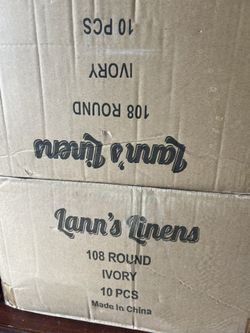 10 PCS
IVORY
108 ROUND
Lann's Linens
Lann's Linens
108 ROUND
IVORY
10 PCS
Made in China